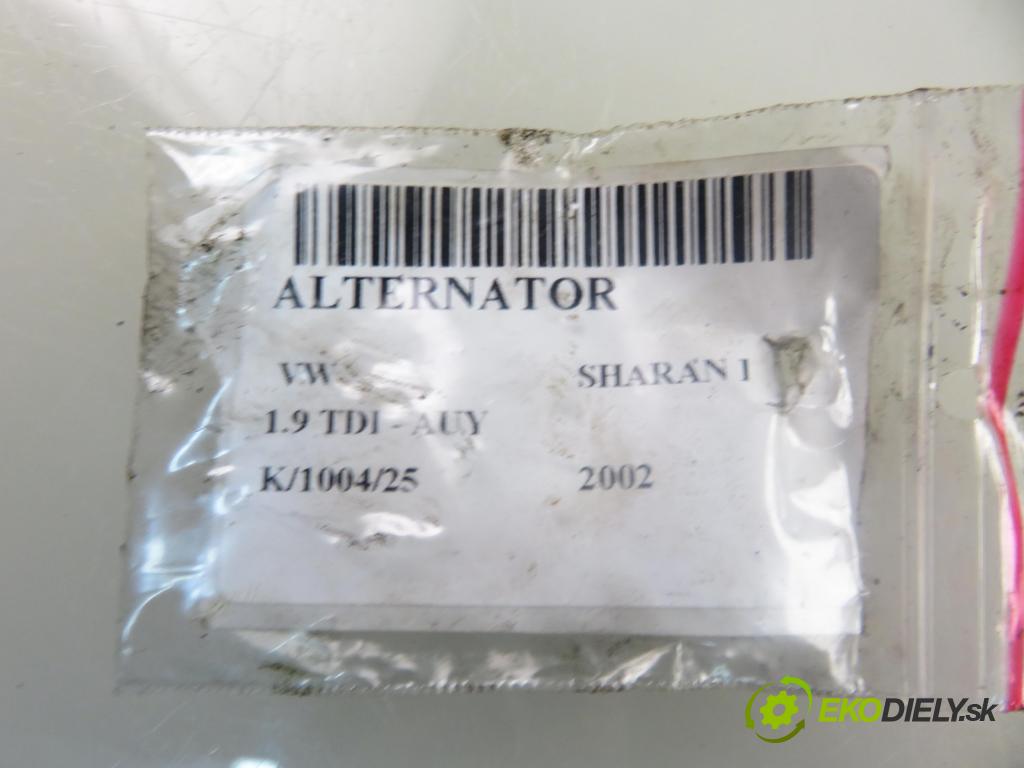 ALTERNATOR
VW SHARAN I
1.9 TDI - AUY
K/1004/25 2002
EKODIELY.sk